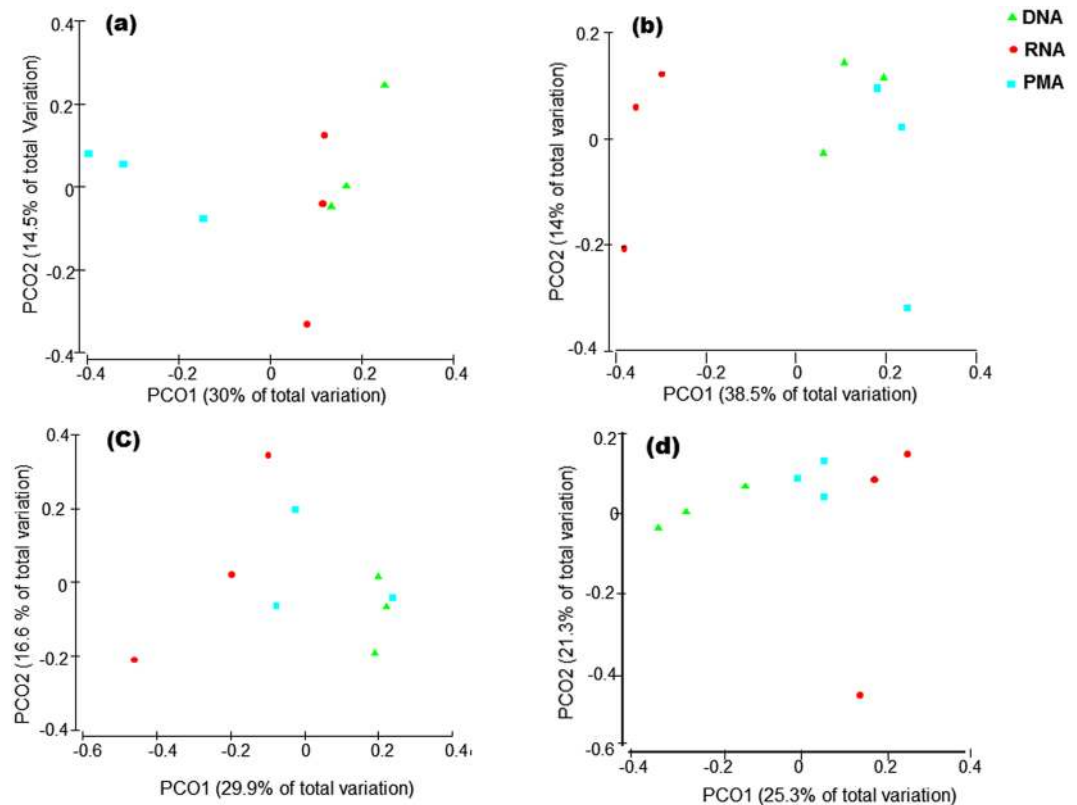 (a)
0.4
0.2
0
-0.2
-0.4
-0.4 -0.2 0 0.2 0.4
PCO2 (14.5% of total Variation)
PCO1 (30% of total variation)
(b)
0.2
0
-0.2
-0.4
-0.4 -0.2 0 0.2 0.4
PCO2 (14% of total variation)
PCO1 (38.5% of total variation)
DNA
RNA
PMA
(C)
0.4
0.2
0
-0.2
-0.4
-0.6 -0.4 -0.2 0 0.2 0.4
PCO2 (16.6 % of total variation)
PCO1 (29.9% of total variation)
(d)
0.2
0
-0.2
-0.4
-0.6
-0.4 -0.2 0 0.2 0.4
PCO2 (21.3% of total variation)
PCO1 (25.3% of total variation)